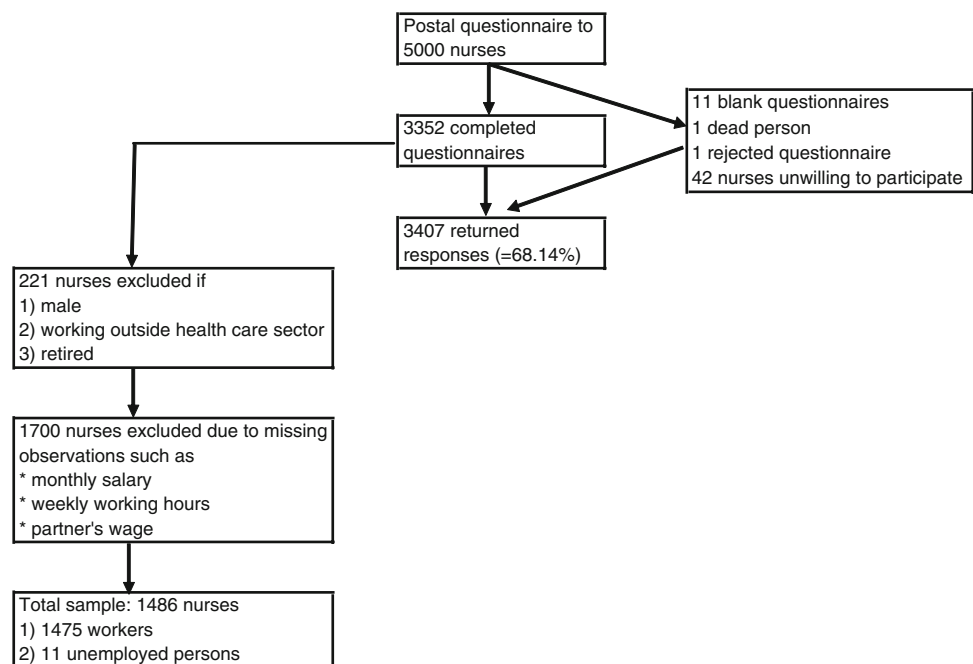 Postal questionnaire to
5000 nurses
11 blank questionnaires
1 dead person
1 rejected questionnaire
42 nurses unwilling to participate
3352 completed
questionnaires
3407 returned
responses (=68.14%)
221 nurses excluded if
1) male
2) working outside health care sector
3) retired
1700 nurses excluded due to missing
observations such as
* monthly salary
* weekly working hours
* partner's wage
Total sample: 1486 nurses
1) 1475 workers
2) 11 unemployed persons